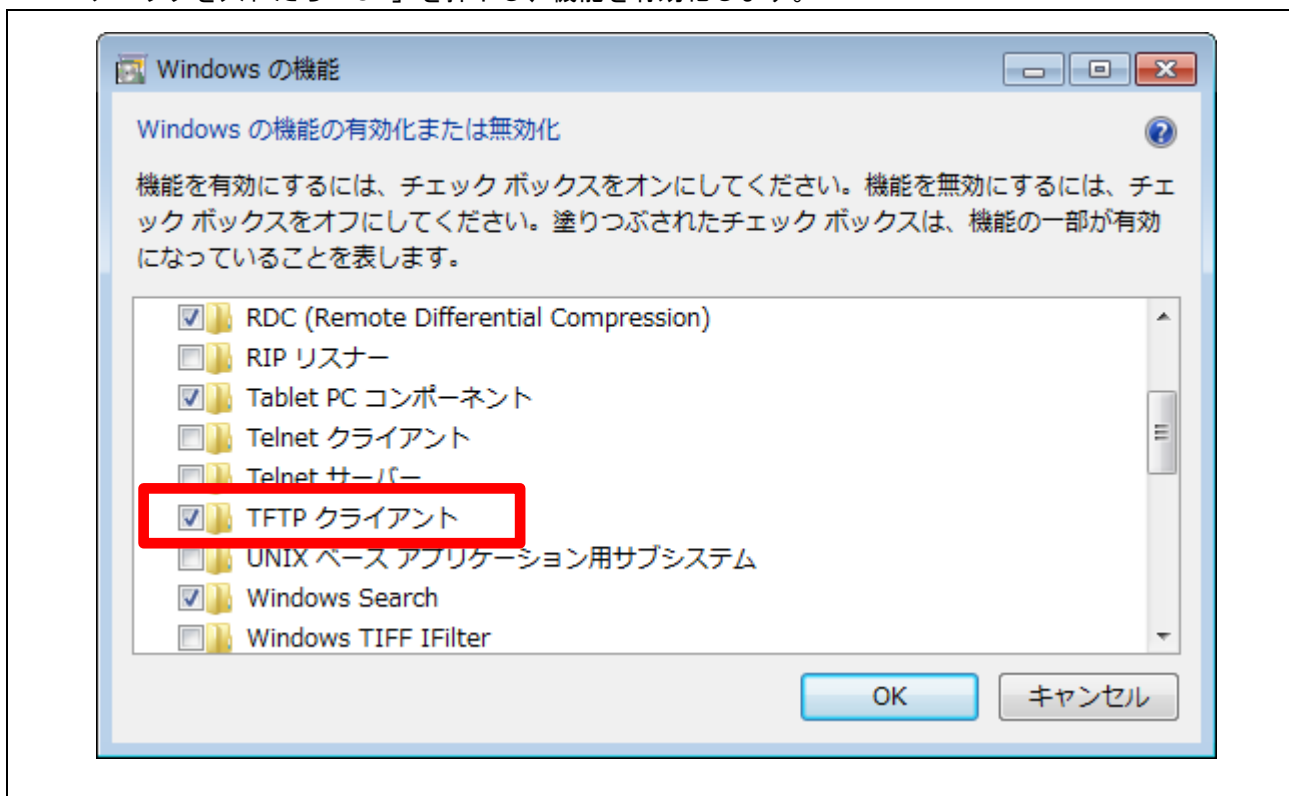 Windows の機能
Windows の機能の有効化または無効化
機能を有効にするには、チェック ボックスをオンにしてください。機能を無効にするには、チェ
ック ボックスをオフにしてください。塗りつぶされたチェック ボックスは、機能の一部が有効
になっていることを表します。
RDC (Remote Differential Compression)
RIP リスナー
Tablet PC コンポーネント
Telnet クライアント
Telnet サーバー
TFTP クライアント
UNIX ベース アプリケーション用サブシステム
Windows Search
Windows TIFF IFilter
OK
キャンセル